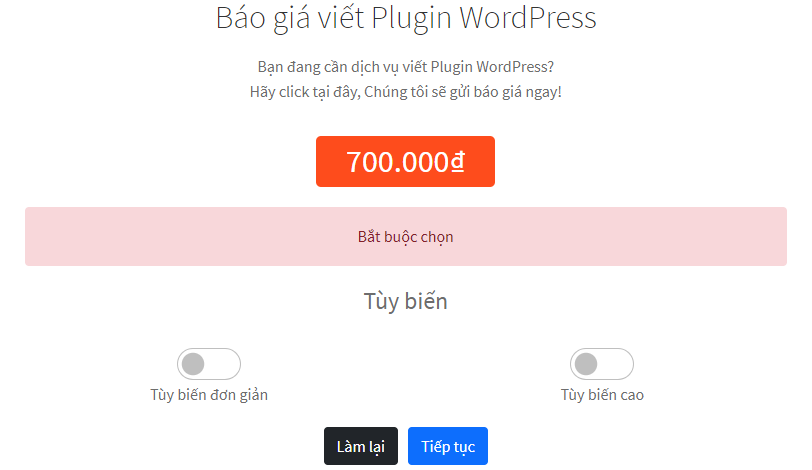 Báo giá viết Plugin WordPress
Bạn đang cần dịch vụ viết Plugin WordPress?
Hãy click tại đây, Chúng tôi sẽ gửi báo giá ngay!
700.000₫
Bắt buộc chọn
Tùy biến
Tùy biến đơn giản
Tùy biến cao
Làm lại
Tiếp tục